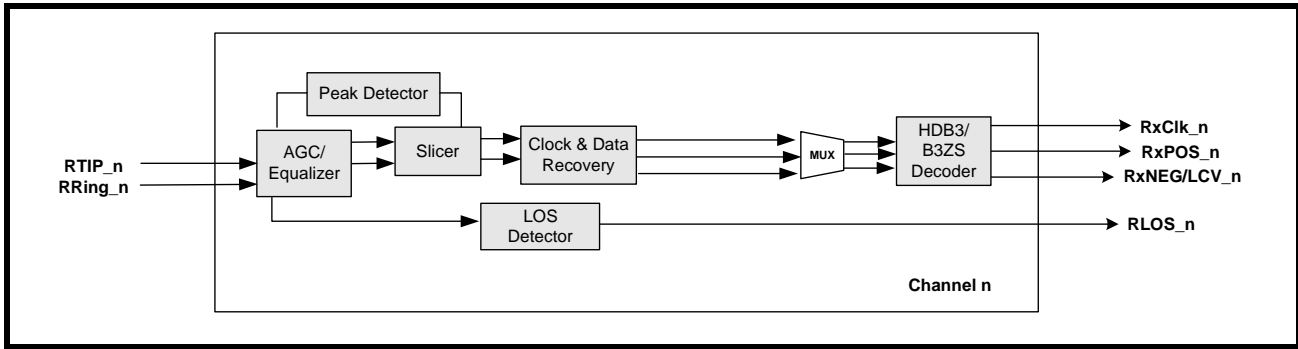 Peak Detector
RTIP_n
RRing_n
AGC/
Equalizer
Slicer
Clock & Data
Recovery
MUX
HDB3/
B3ZS
Decoder
RxClk_n
RxPOS_n
RxNEG/LCV_n
LOS
Detector
RLOS_n
Channel n